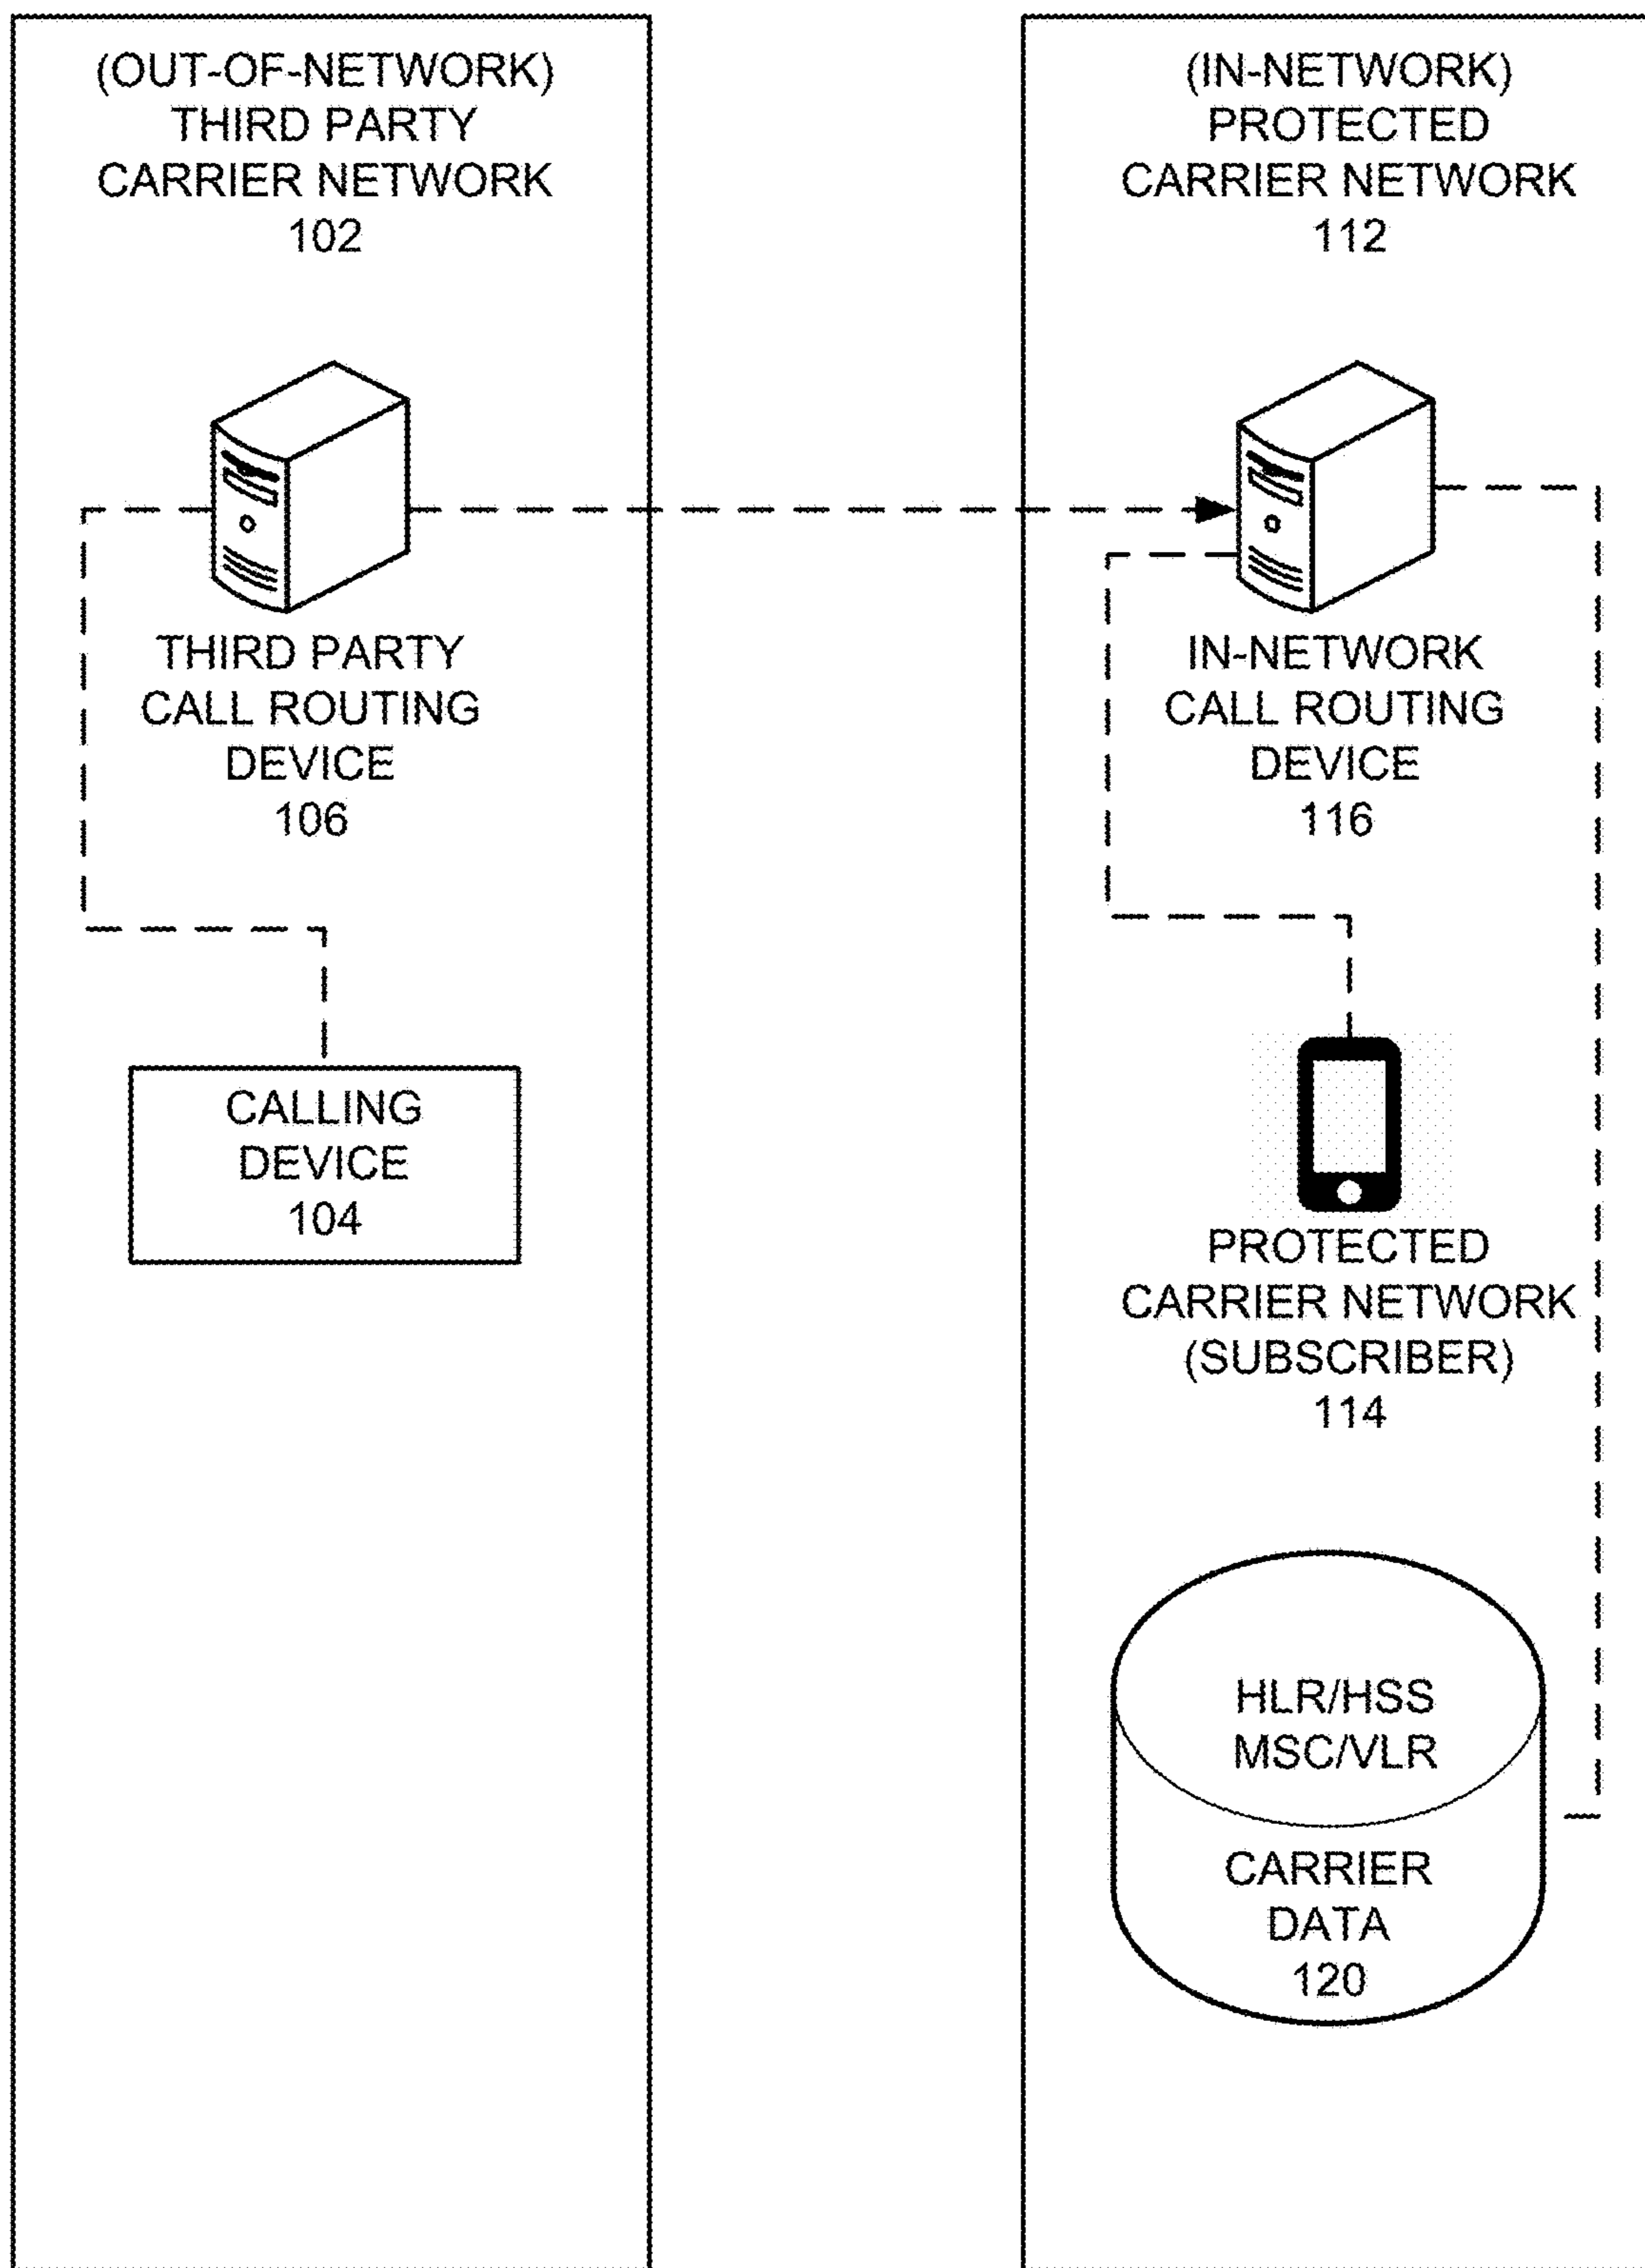 (OUT-OF-NETWORK)
THIRD PARTY
CARRIER NETWORK
102
THIRD PARTY
CALL ROUTING
DEVICE
106
CALLING
DEVICE
104
(IN-NETWORK)
PROTECTED
CARRIER NETWORK
112
IN-NETWORK
CALL ROUTING
DEVICE
116
PROTECTED
CARRIER NETWORK
(SUBSCRIBER)
114
HLR/HSS
MSC/VLR
CARRIER
DATA
120